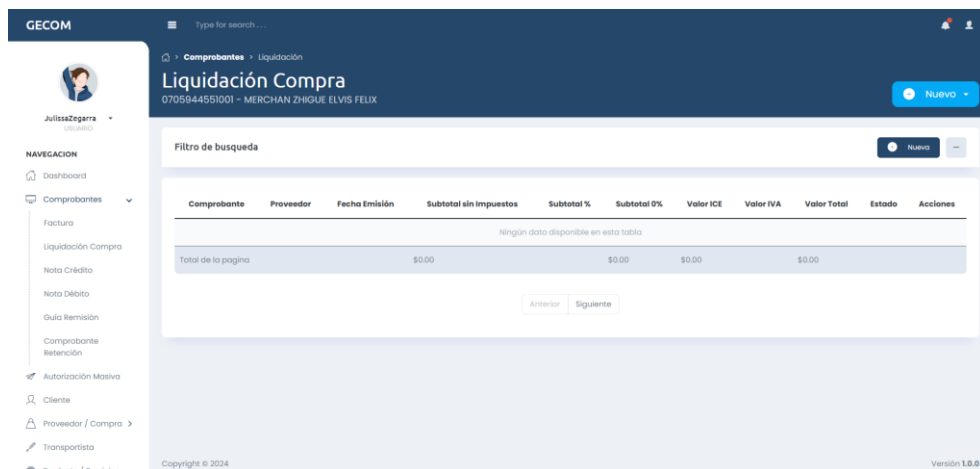 GECOM
Type for search . . .
Comprobantes > Liquidación
Liquidación Compra
0705944551001 - MERCHAN ZHIGUE ELVIS FELIX
Nuevo
JulissaZegarra
USUARIO
NAVEGACION
Dashboard
Comprobantes
Factura
Liquidación Compra
Nota Crédito
Nota Débito
Guía Remisión
Comprobante
Retención
Autorización Masiva
Cliente
Proveedor / Compra >
Transportista
Filtro de busqueda
Nuevo
Comprobante Proveedor Fecha Emisión Subtotal sin Impuestos Subtotal % Subtotal 0% Valor ICE Valor IVA Valor Total Estado Acciones
Ningún dato disponible en esta tabla
Total de la pagina $0.00 $0.00 $0.00 $0.00
Anterior Siguiente
Copyright © 2024
Versión 1.0.0